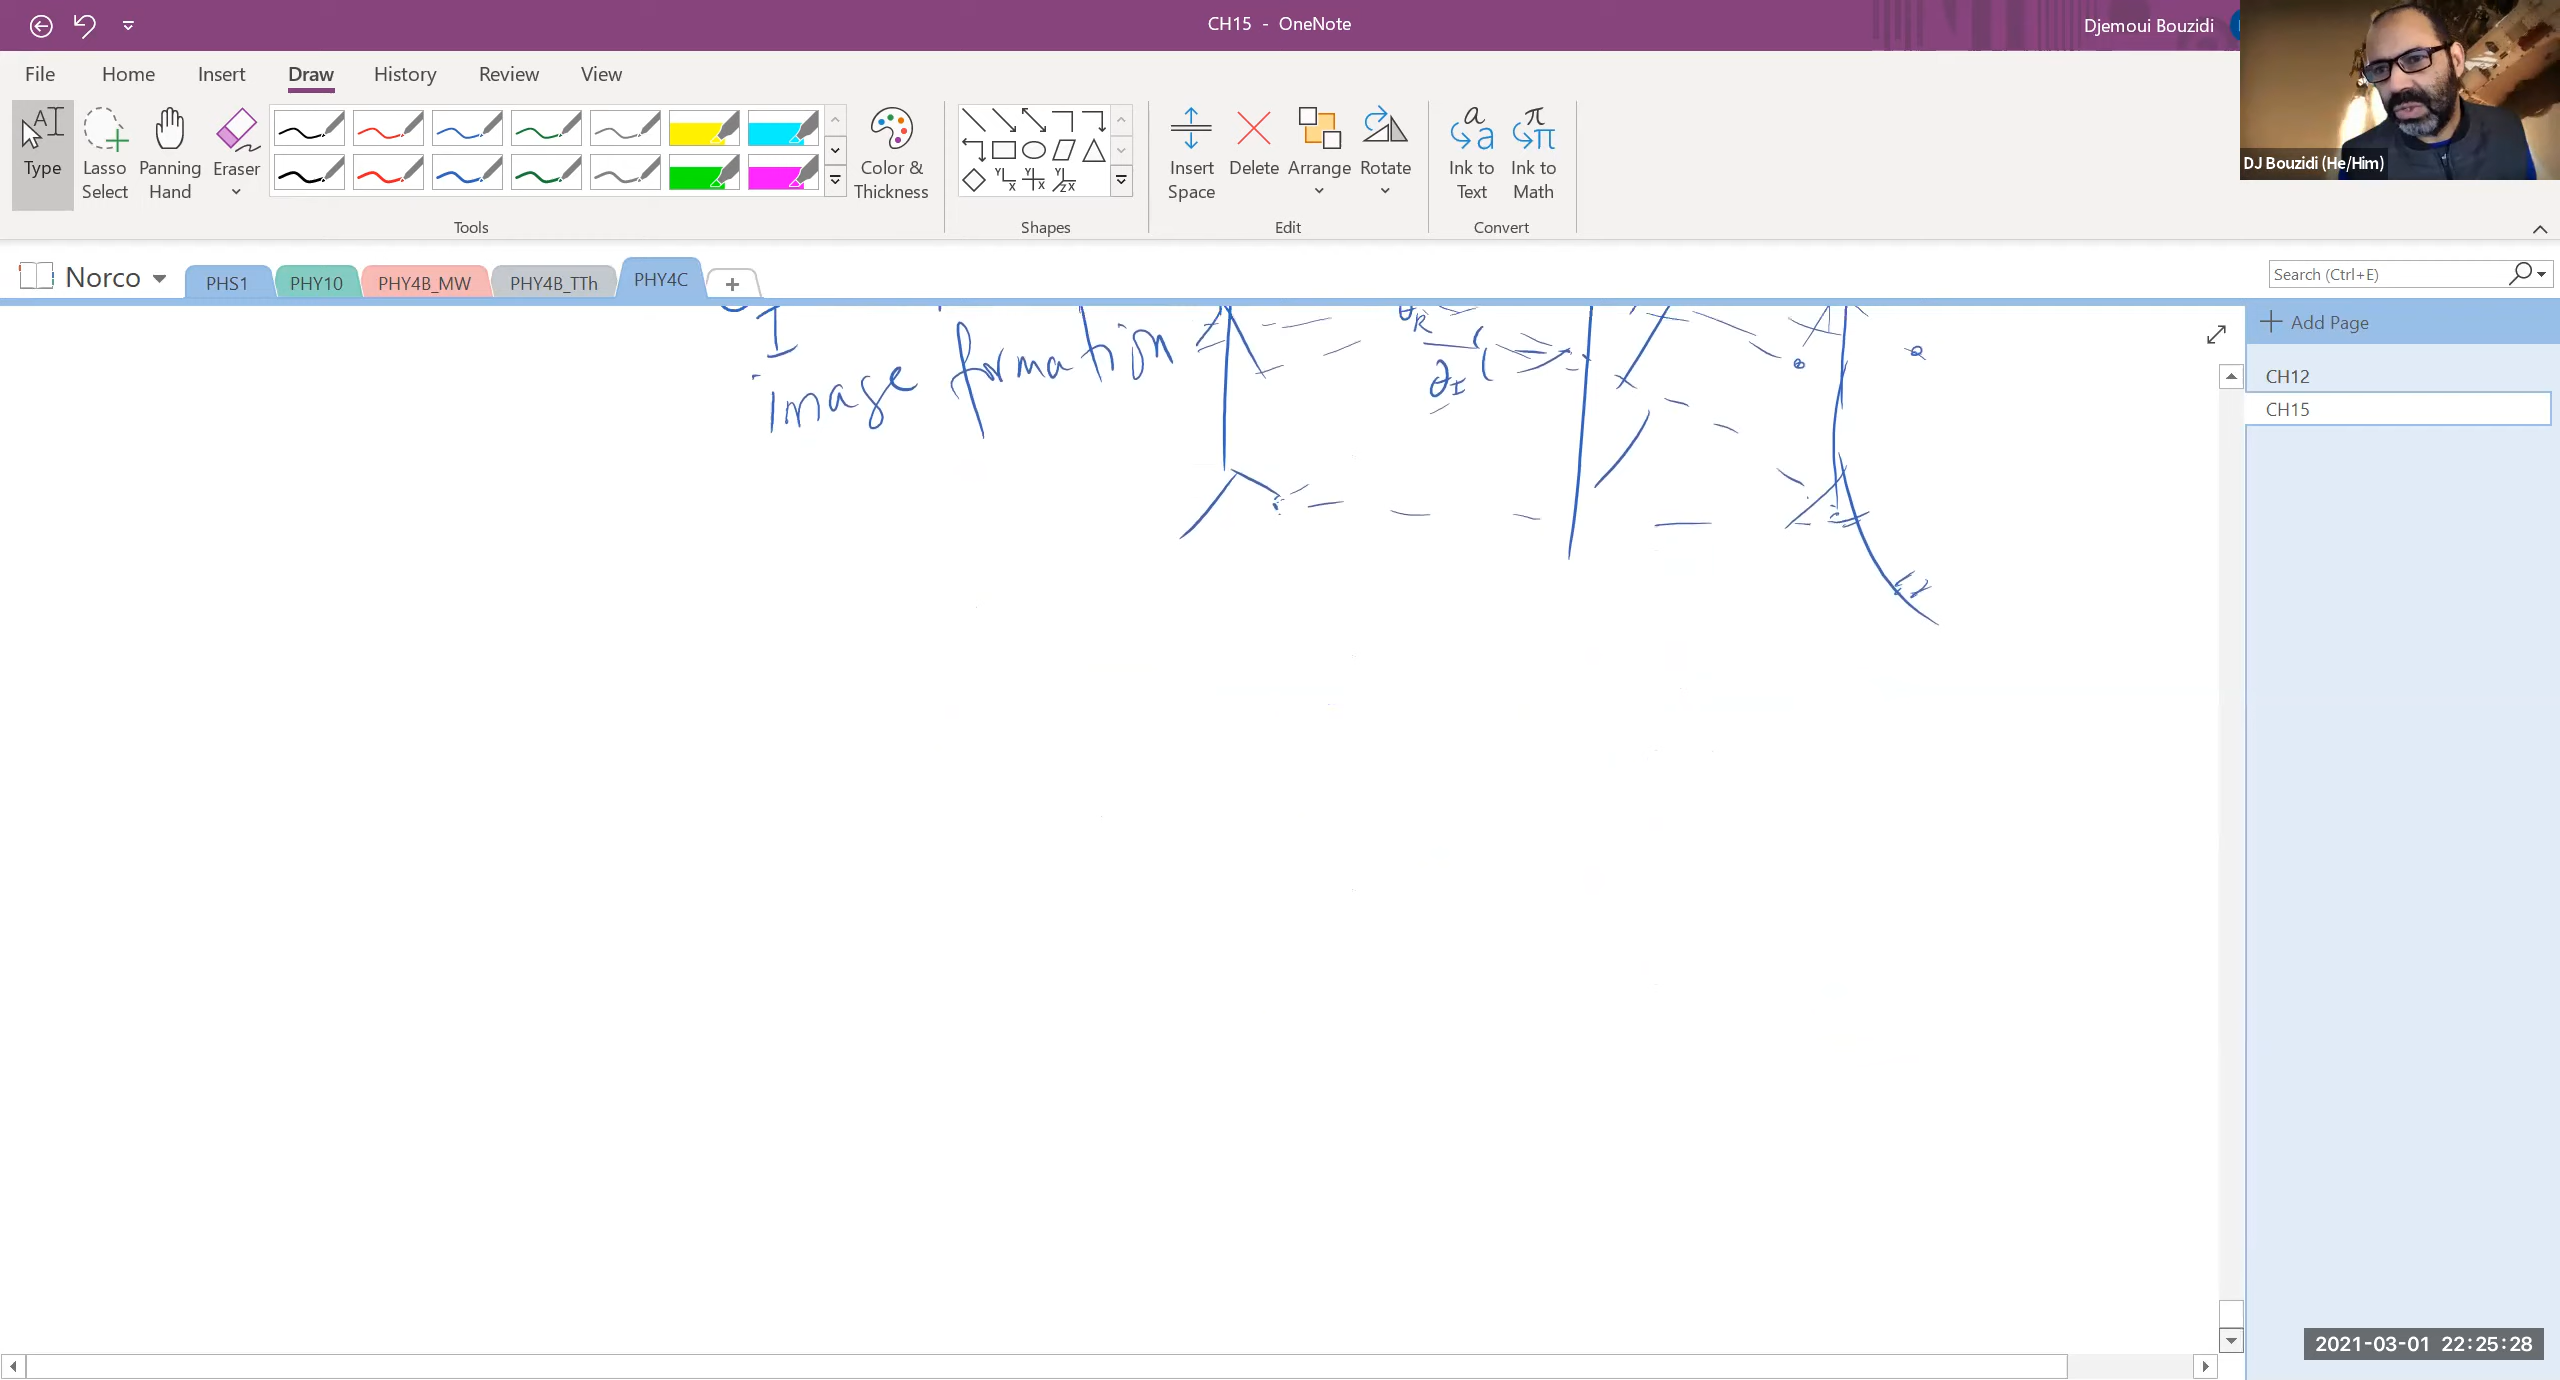 CH15 - OneNote
Djemoui Bouzidi
File Home Insert Draw History Review View
Type
Lasso Select
Panning Hand
Eraser
Color & Thickness
Insert Space
Delete
Arrange
Rotate
Ink to Text
Ink to Math
Tools
Shapes
Edit
Convert
DJ Bouzidi (He/Him)
Norco
PHS1 PHY10 PHY4B_MW PHY4B_TTh PHY4C
Search (Ctrl+E)
Add Page
CH12
CH15
I
θR
θI
image formation
2021-03-01 22:25:28